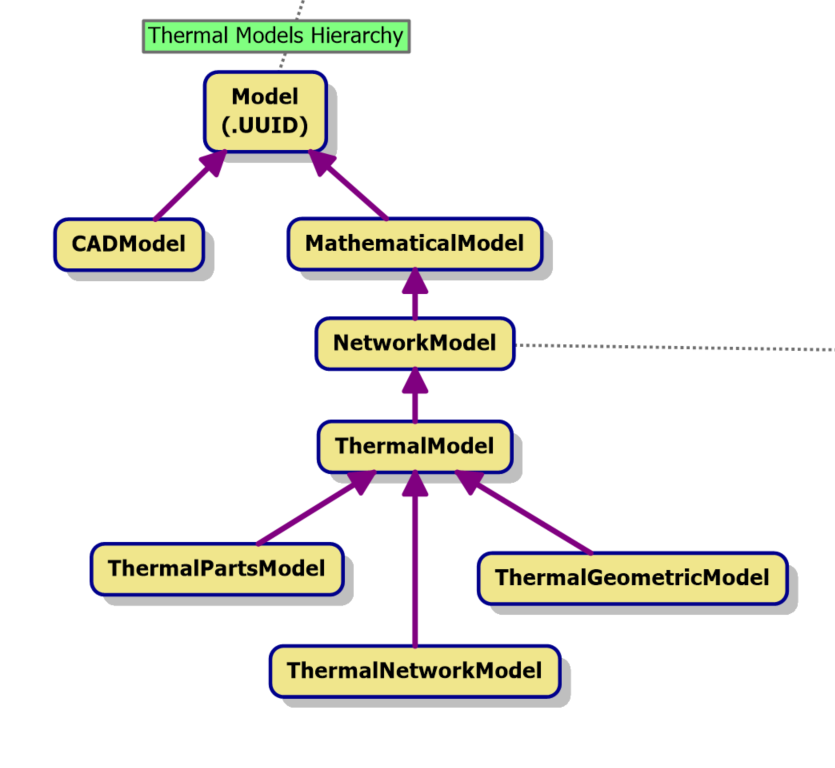 Thermal Models Hierarchy
Model
(.UUID)
CADModel
MathematicalModel
NetworkModel
ThermalModel
ThermalPartsModel
ThermalGeometricModel
ThermalNetworkModel